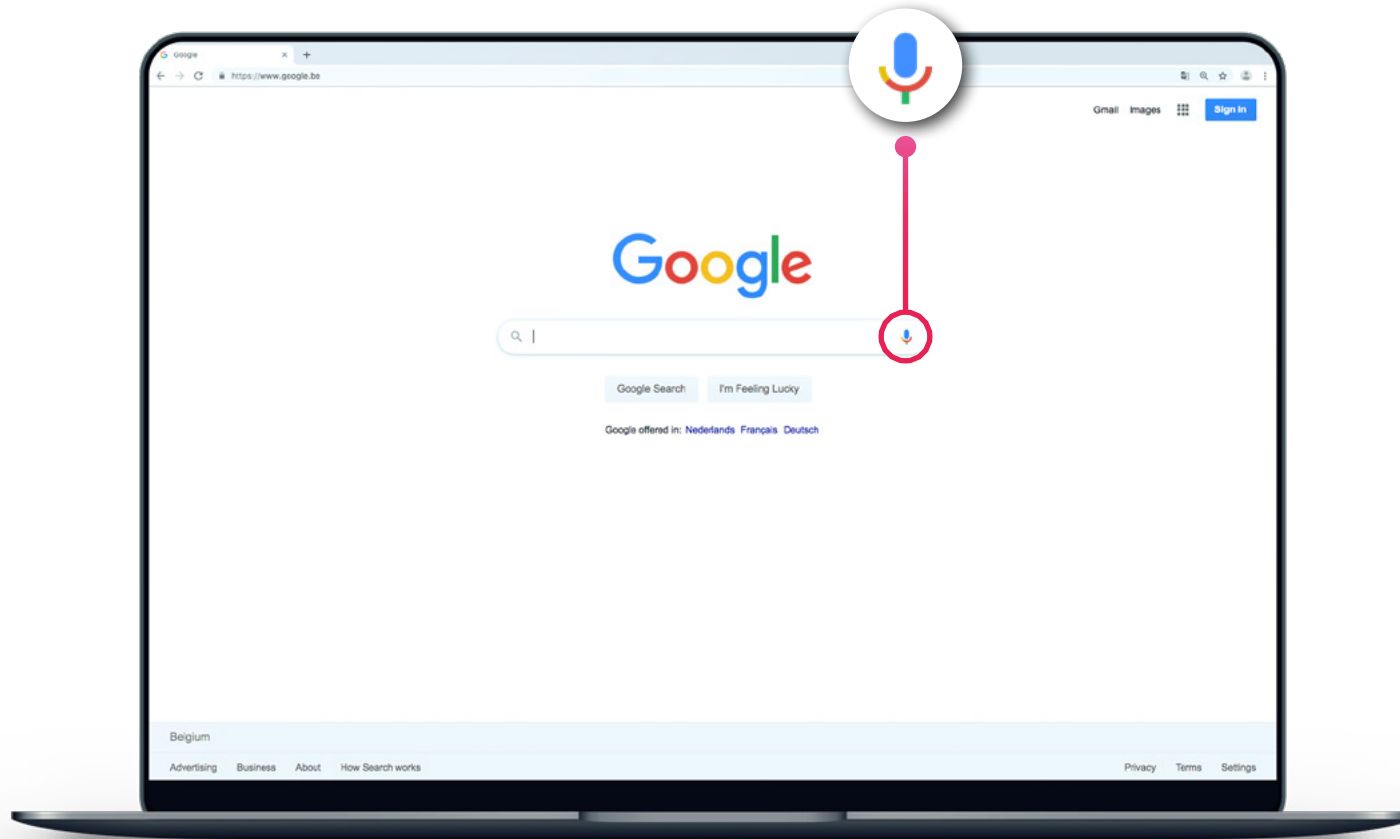 Google
https://www.google.be
Gmail Images Sign in
Google
Google Search I'm Feeling Lucky
Google offered in: Nederlands Français Deutsch
Belgium
Advertising Business About How Search works Privacy Terms Settings